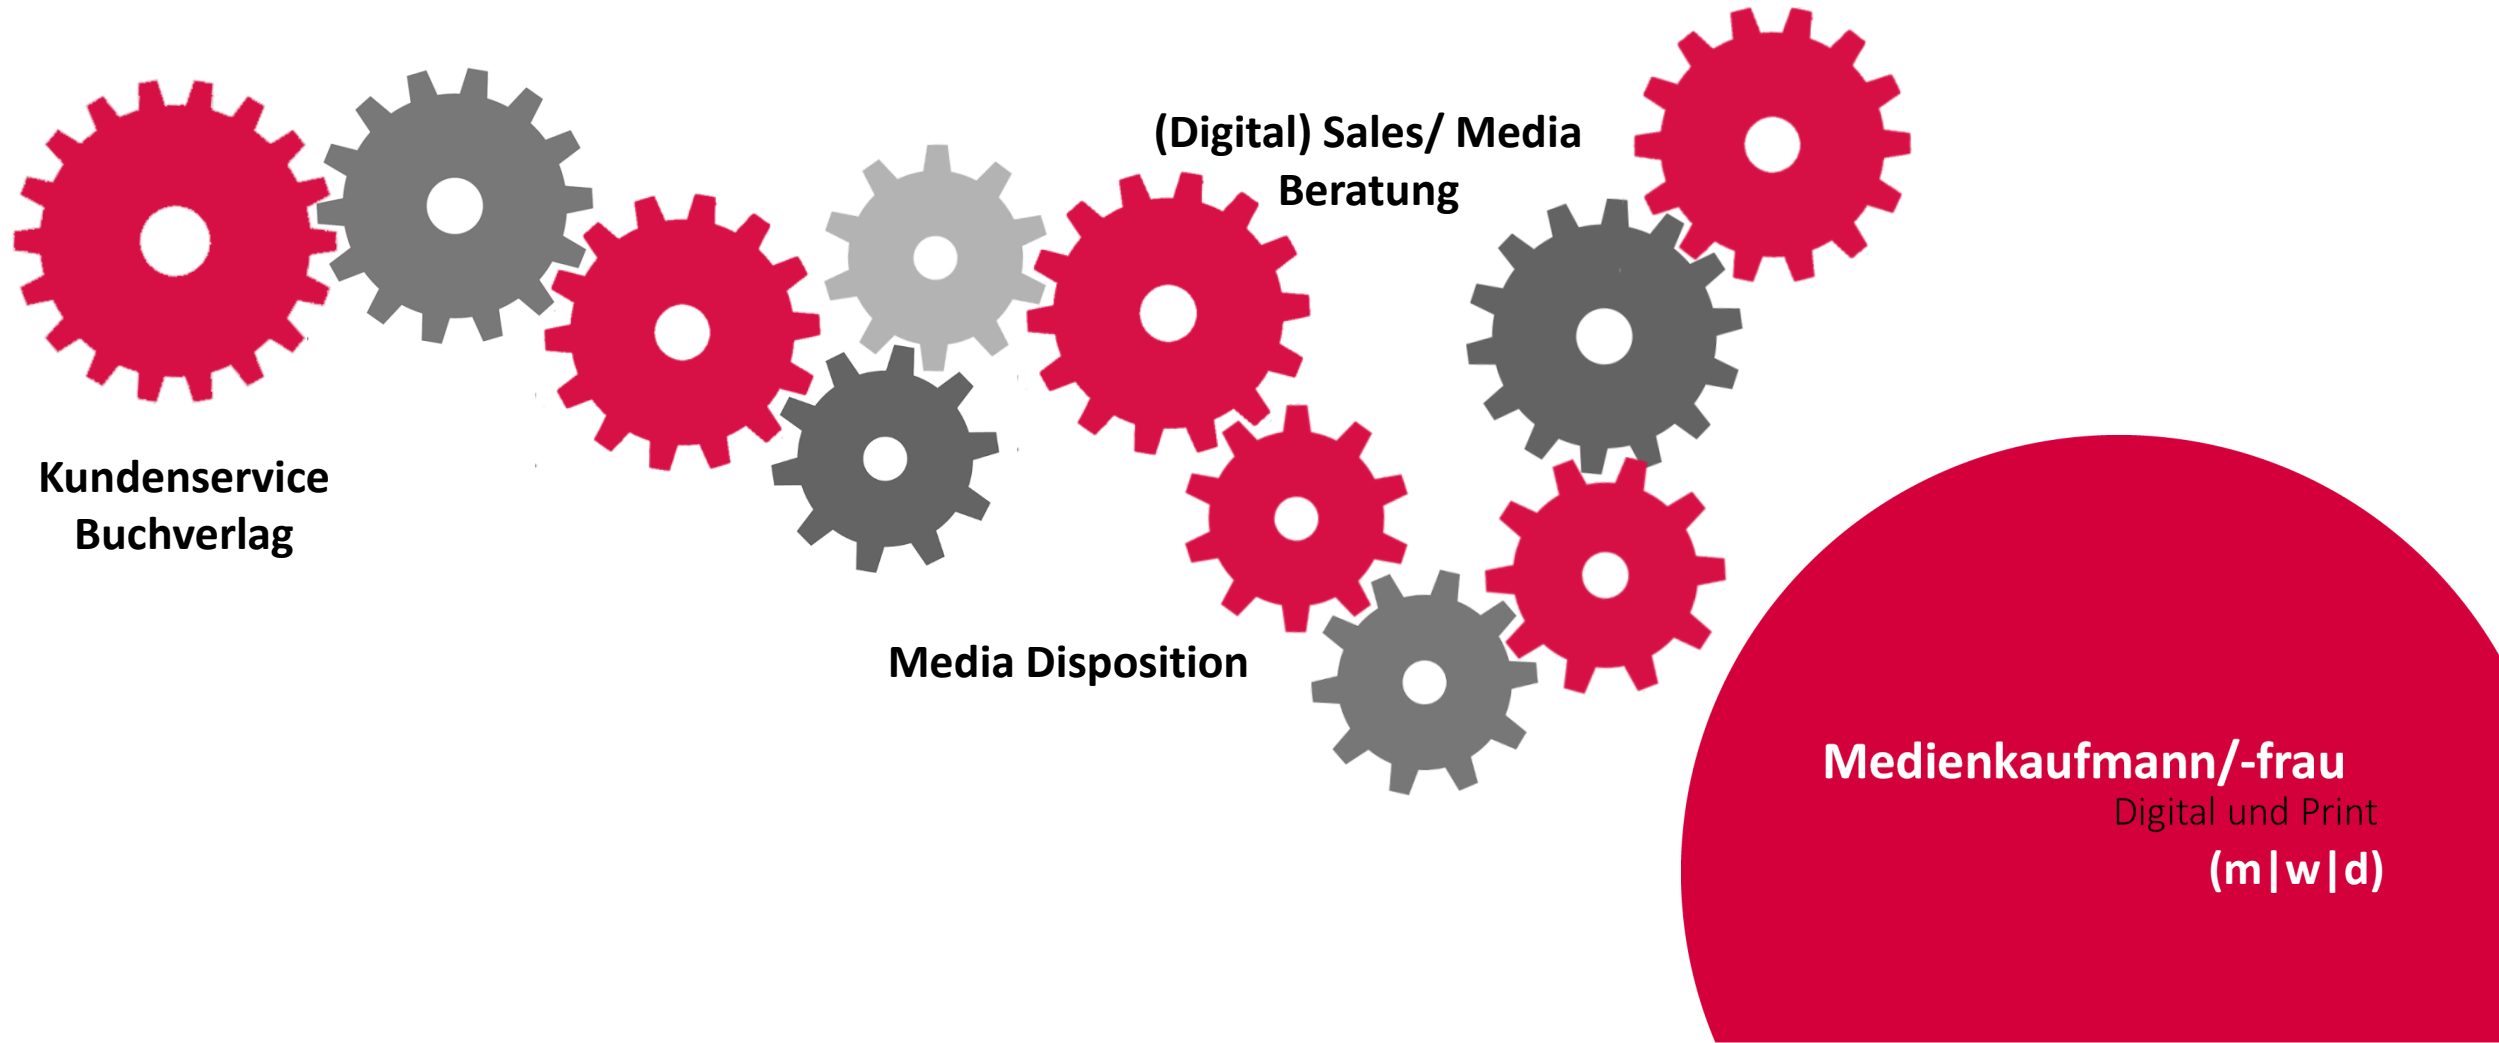 (Digital) Sales/ Media
Beratung
Kundenservice
Buchverlag
Media Disposition
Medienkaufmann/-frau
Digital und Print
(m|w|d)